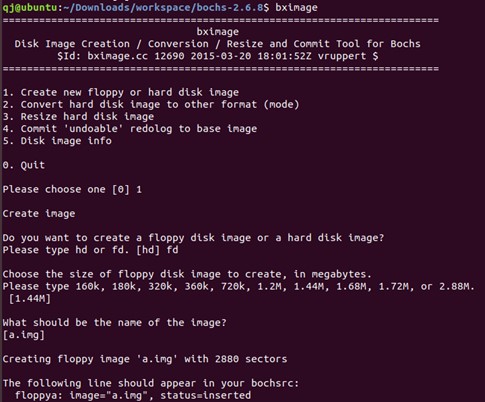 qj@ubuntu:~/Downloads/workspace/bochs-2.6.8$ bximage
========================================================================
bximage
Disk Image Creation / Conversion / Resize and Commit Tool for Bochs
$Id: bximage.cc 12690 2015-03-20 18:01:52Z vruppert $
========================================================================
1. Create new floppy or hard disk image
2. Convert hard disk image to other format (mode)
3. Resize hard disk image
4. Commit 'undoable' redolog to base image
5. Disk image info
0. Quit
Please choose one [0] 1
Create image
Do you want to create a floppy disk image or a hard disk image?
Please type hd or fd. [hd] fd
Choose the size of floppy disk image to create, in megabytes.
Please type 160k, 180k, 320k, 360k, 720k, 1.2M, 1.44M, 1.68M, 1.72M, or 2.88M.
[1.44M]
What should be the name of the image?
[a.img]
Creating floppy image 'a.img' with 2880 sectors
The following line should appear in your bochsrc:
floppya: image="a.img", status=inserted